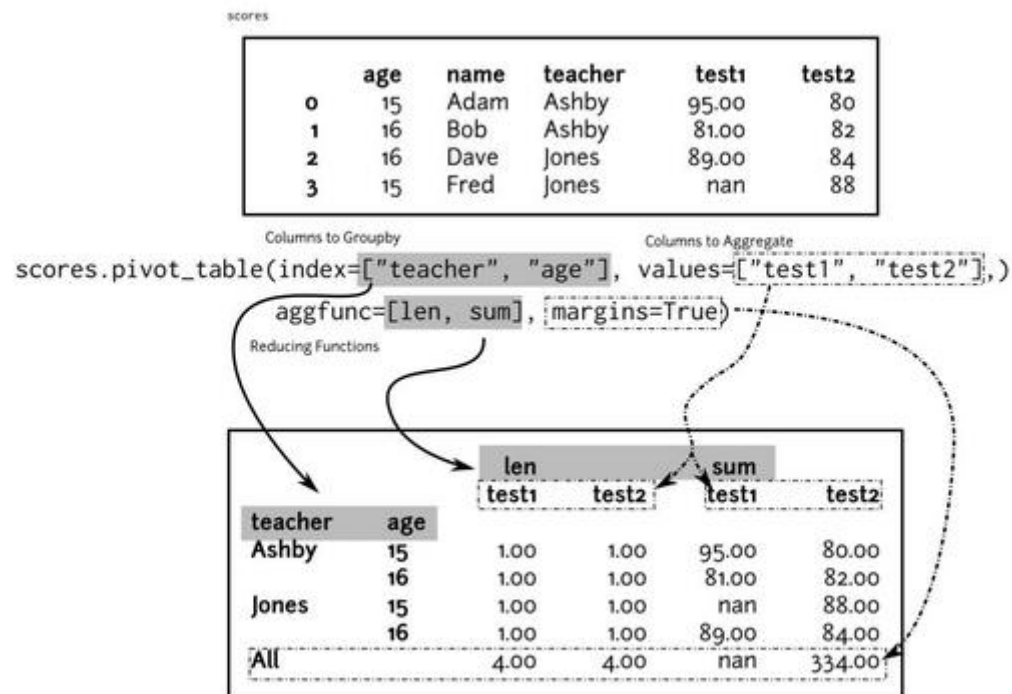 scores
age name teacher test1 test2
0 15 Adam Ashby 95.00 80
1 16 Bob Ashby 81.00 82
2 16 Dave Jones 89.00 84
3 15 Fred Jones nan 88
Columns to Groupby Columns to Aggregate
scores.pivot_table(index=["teacher", "age"], values=["test1", "test2"],)
aggfunc=[len, sum], margins=True)
Reducing Functions
len sum
test1 test2 test1 test2
teacher age
Ashby 15 1.00 1.00 95.00 80.00
16 1.00 1.00 81.00 82.00
Jones 15 1.00 1.00 nan 88.00
16 1.00 1.00 89.00 84.00
All 4.00 4.00 nan 334.00